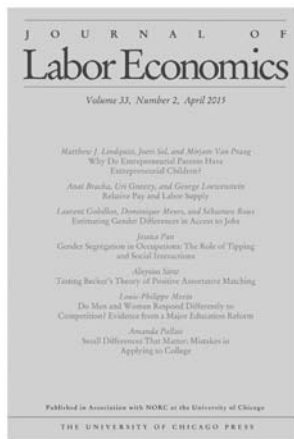 JOURNAL OF
Labor Economics
Volume 33, Number 2, April 2015
Matthew J. Lindquist, Joeri Sol, and Mirjam Van Praag
Why Do Entrepreneurial Parents Have
Entrepreneurial Children?
Anat Bracha, Uri Gneezy, and George Loewenstein
Relative Pay and Labor Supply
Laurent Gobillon, Dominique Meurs, and Sébastien Roux
Estimating Gender Differences in Access to Jobs
Jessica Pan
Gender Segregation in Occupations: The Role of Tipping
and Social Interactions
Aloysius Siow
Testing Becker's Theory of Positive Assortative Matching
Louis-Philippe Morin
Do Men and Women Respond Differently to
Competition? Evidence from a Major Education Reform
Amanda Pallais
Small Differences That Matter: Mistakes in
Applying to College
Published in Association with NORC at the University of Chicago
THE UNIVERSITY OF CHICAGO PRESS